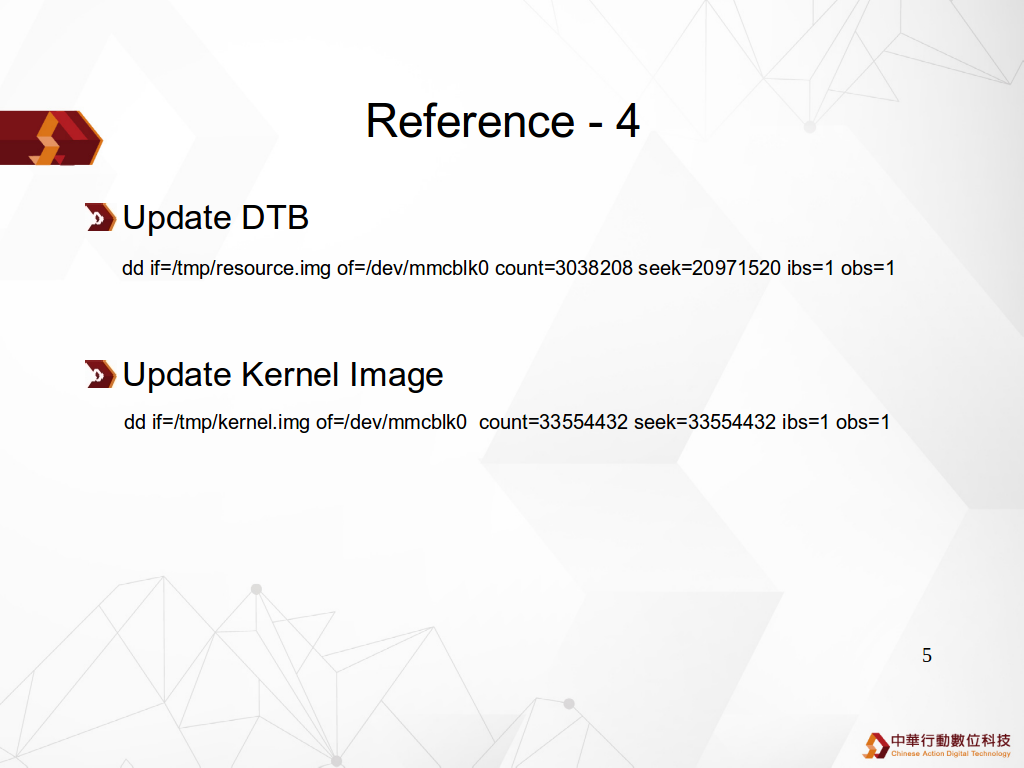 Reference - 4
Update DTB
dd if=/tmp/resource.img of=/dev/mmcblk0 count=3038208 seek=20971520 ibs=1 obs=1
Update Kernel Image
dd if=/tmp/kernel.img of=/dev/mmcblk0  count=33554432 seek=33554432 ibs=1 obs=1
5
中華行動數位科技
Chinese Action Digital Technology